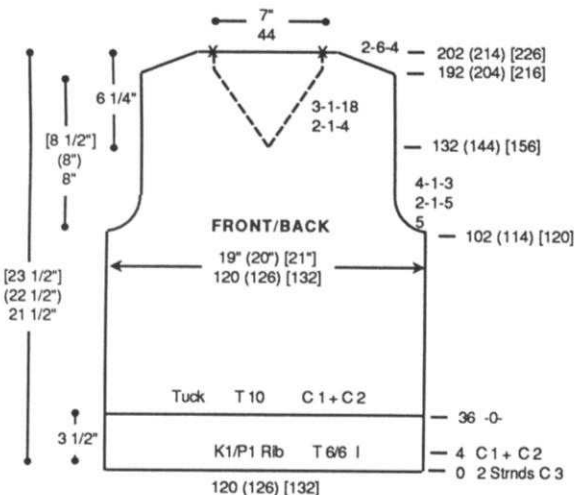 7"
44
2-6-4
202 (214) [226]
192 (204) [216]
6 1/4"
3-1-18
2-1-4
[8 1/2"]
(8")
8"
132 (144) [156]
4-1-3
2-1-5
5
FRONT/BACK
102 (114) [120]
19" (20") [21"]
120 (126) [132]
[23 1/2"]
(22 1/2")
21 1/2"
Tuck T 10 C 1 + C 2
36 -0-
3 1/2"
K1/P1 Rib T 6/6 I
4 C 1 + C 2
0 2 Strnds C 3
120 (126) [132]